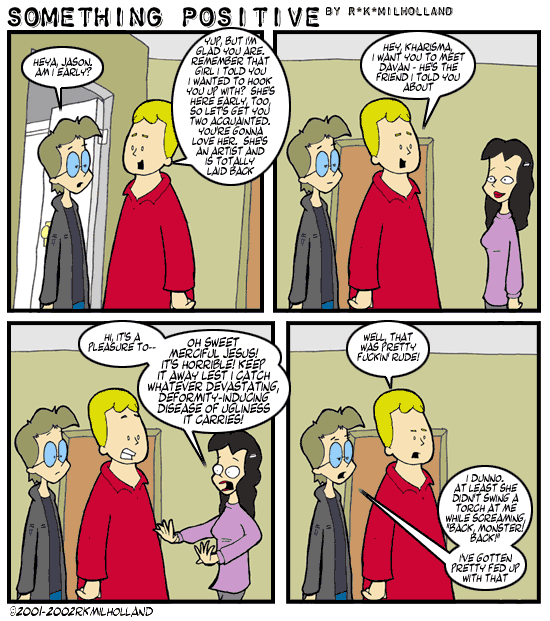 SOMETHING POSITIVE BY R*K*MILHOLLAND
HEYA, JASON.
AM I EARLY?
YUP, BUT I'M
GLAD YOU ARE.
REMEMBER THAT
GIRL I TOLD YOU
I WANTED TO HOOK
YOU UP WITH? SHE'S
HERE EARLY, TOO,
SO LET'S GET YOU
TWO ACQUAINTED.
YOU'RE GONNA
LOVE HER. SHE'S
AN ARTIST AND
IS TOTALLY
LAID BACK
HEY, KHARISMA,
I WANT YOU TO MEET
DAVAN - HE'S THE
FRIEND I TOLD YOU
ABOUT
HI, IT'S A
PLEASURE TO--
OH SWEET
MERCIFUL JESUS!
IT'S HORRIBLE! KEEP
IT AWAY LEST I CATCH
WHATEVER DEVASTATING,
DEFORMITY-INDUCING
DISEASE OF UGLINESS
IT CARRIES!
WELL, THAT
WAS PRETTY
FUCKIN' RUDE!
I DUNNO.
AT LEAST SHE
DIDN'T SWING A
TORCH AT ME
WHILE SCREAMING,
"BACK, MONSTER!
BACK!"
I'VE GOTTEN
PRETTY FED UP
WITH THAT
©2001-2002RKMILHOLLAND